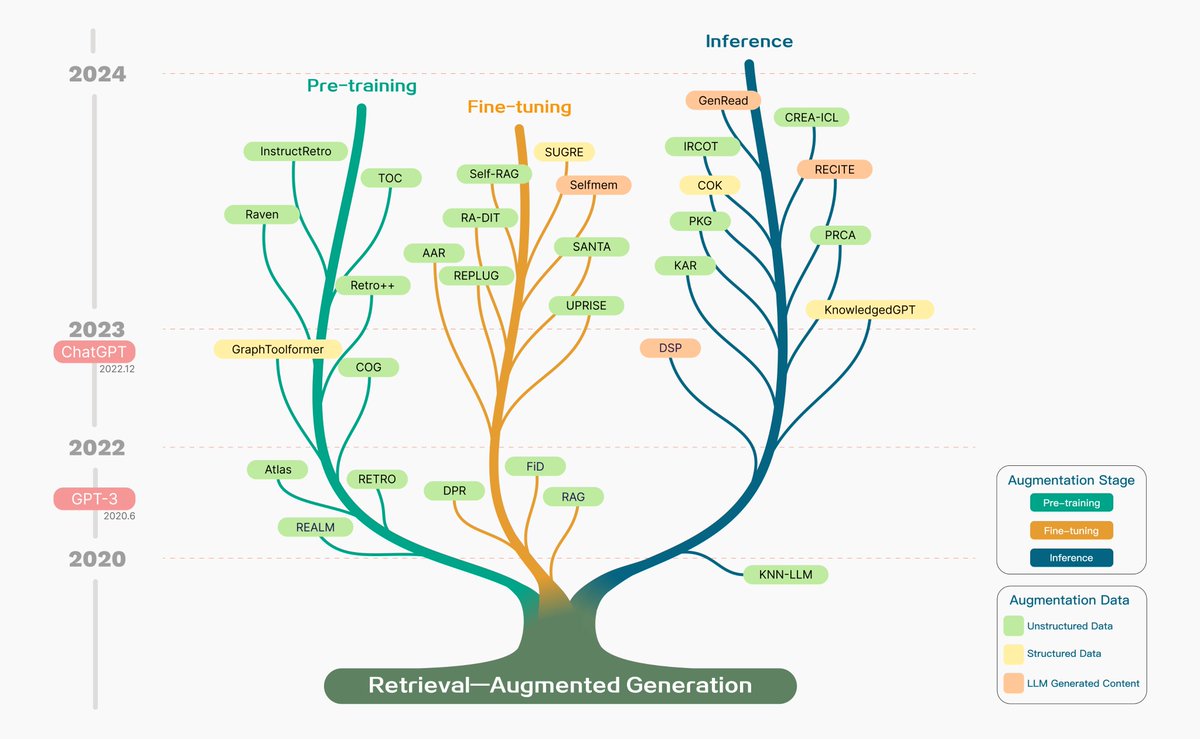 Inference
2024
Pre-training
Fine-tuning
GenRead
CREA-ICL
InstructRetro
IRCOT
SUGRE
Self-RAG
RECITE
TOC
Selfmem
COK
Raven
RA-DIT
PKG
PRCA
AAR
SANTA
KAR
REPLUG
Retro++
UPRISE
KnowledgedGPT
2023
ChatGPT
2022.12
GraphToolformer
DSP
COG
2022
Atlas
RETRO
FiD
DPR
RAG
GPT-3
2020.6
REALM
2020
KNN-LLM
Augmentation Stage
Pre-training
Fine-tuning
Inference
Augmentation Data
Unstructured Data
Structured Data
LLM Generated Content
Retrieval—Augmented Generation